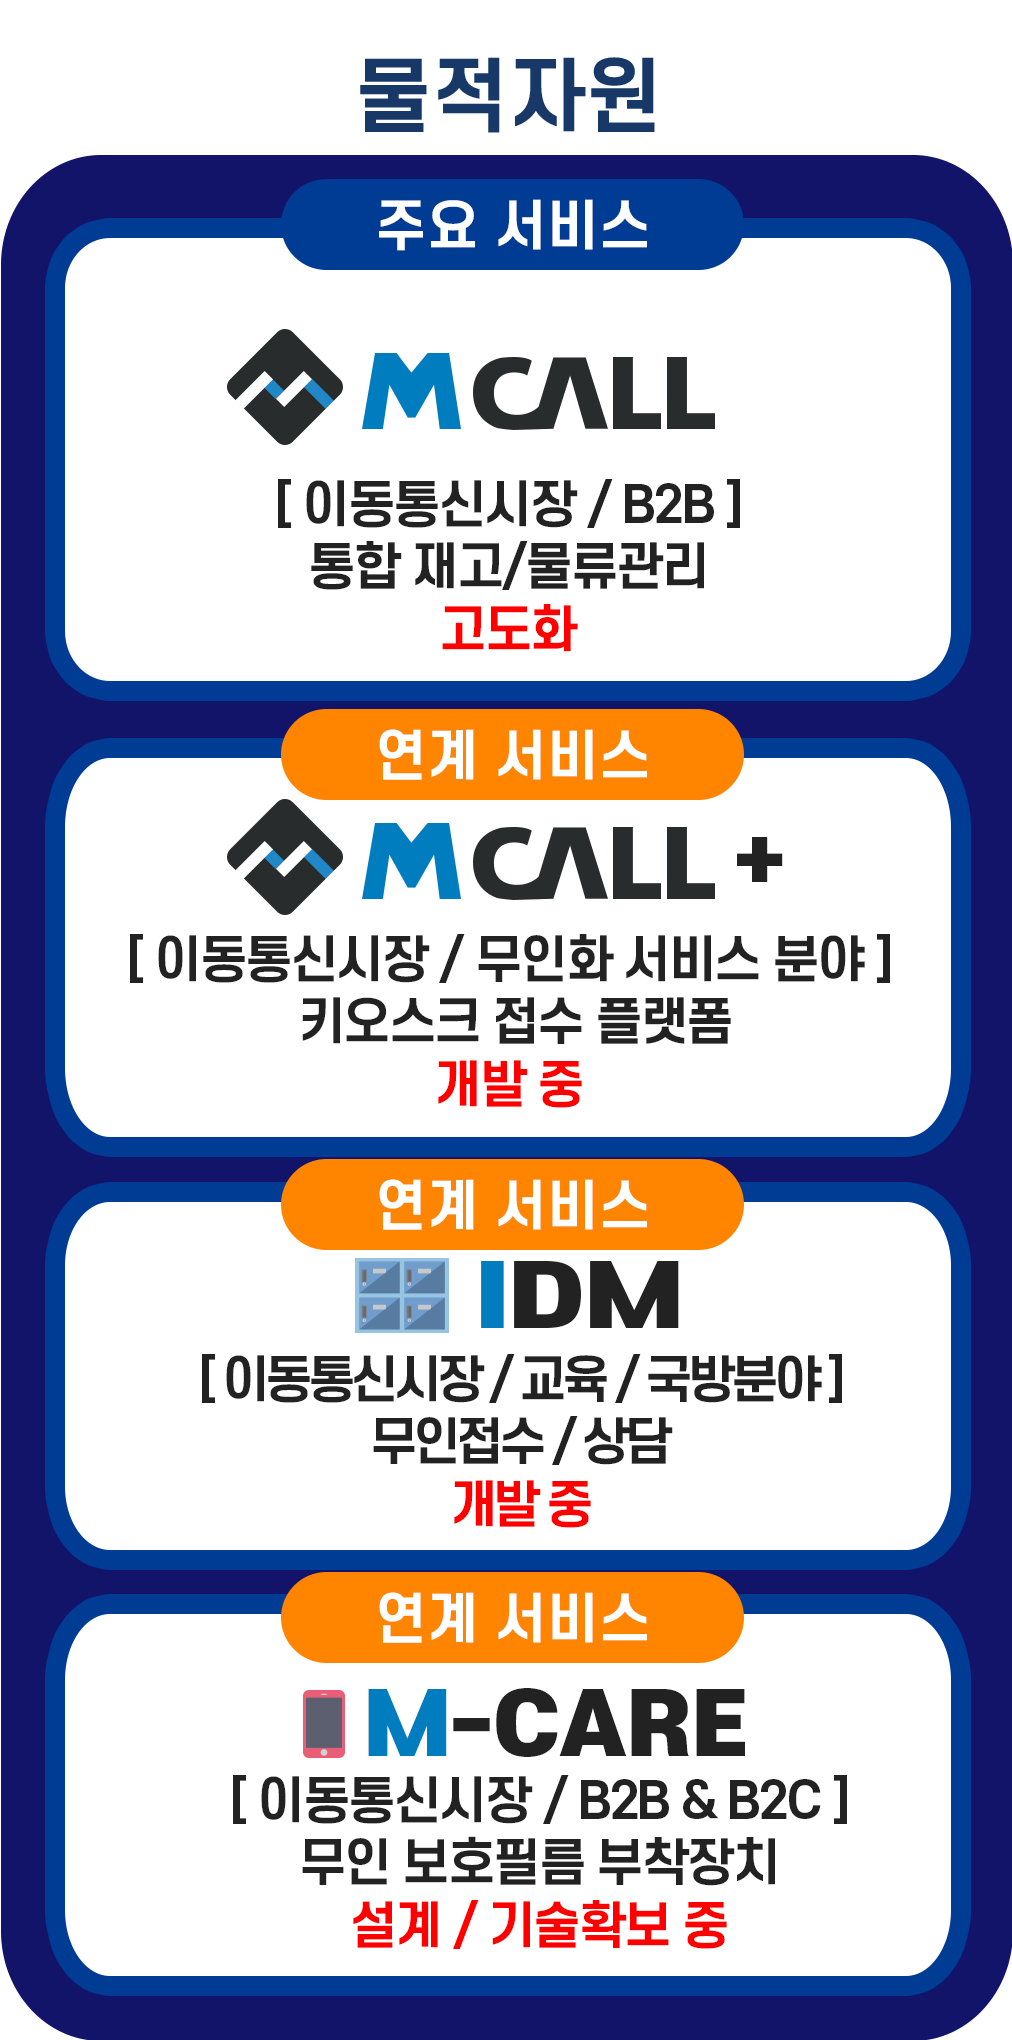 물적자원
주요 서비스
MCALL
[ 이동통신시장 / B2B ]
통합 재고/물류관리
고도화
연계 서비스
MCALL +
[ 이동통신시장 / 무인화 서비스 분야 ]
키오스크 접수 플랫폼
개발 중
연계 서비스
IDM
[ 이동통신시장 / 교육 / 국방분야 ]
무인접수 / 상담
개발 중
연계 서비스
M-CARE
[ 이동통신시장 / B2B & B2C ]
무인 보호필름 부착장치
설계 / 기술확보 중